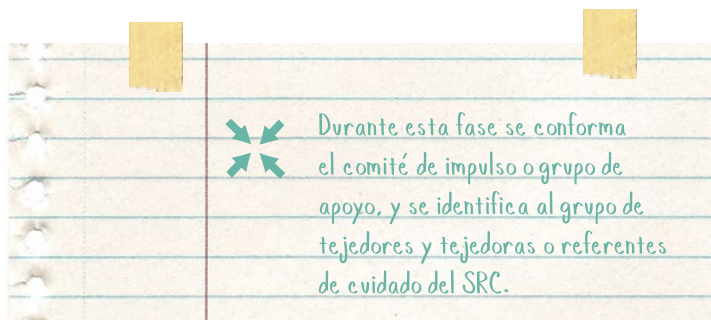 Durante esta fase se conforma
el comité de impulso o grupo de
apoyo, y se identifica al grupo de
tejedores y tejedoras o referentes
de cuidado del SRC.